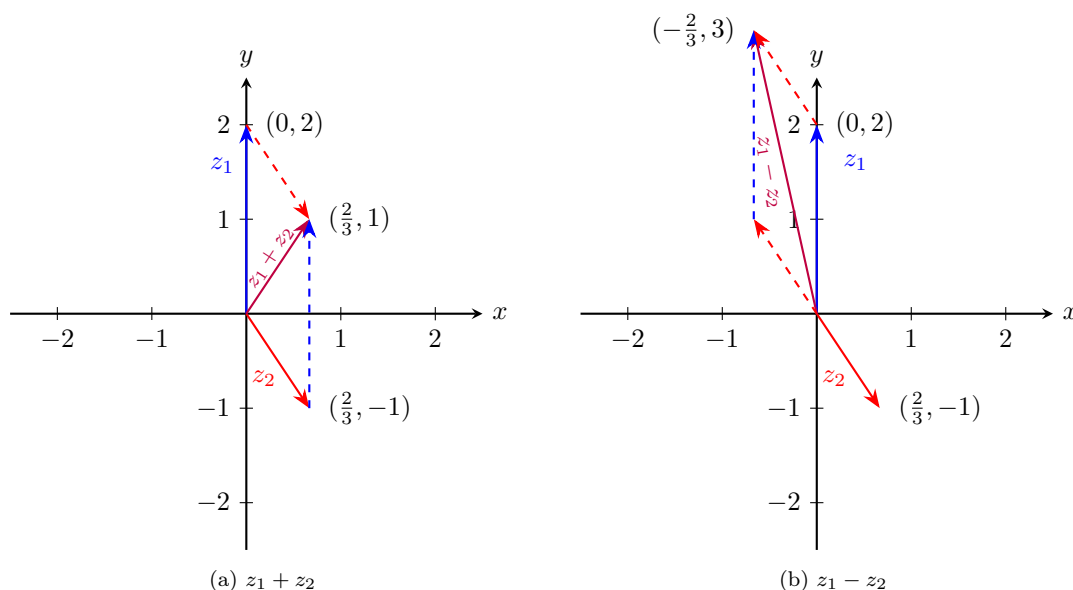 y
2
(0, 2)
z₁
1
(2/3, 1)
z₁ + z₂
−2
−1
1
2
x
z₂
−1
(2/3, −1)
−2
(a) z₁ + z₂
(−2/3, 3)
y
2
(0, 2)
z₁
z₁ − z₂
1
−2
−1
1
2
x
z₂
−1
(2/3, −1)
−2
(b) z₁ − z₂